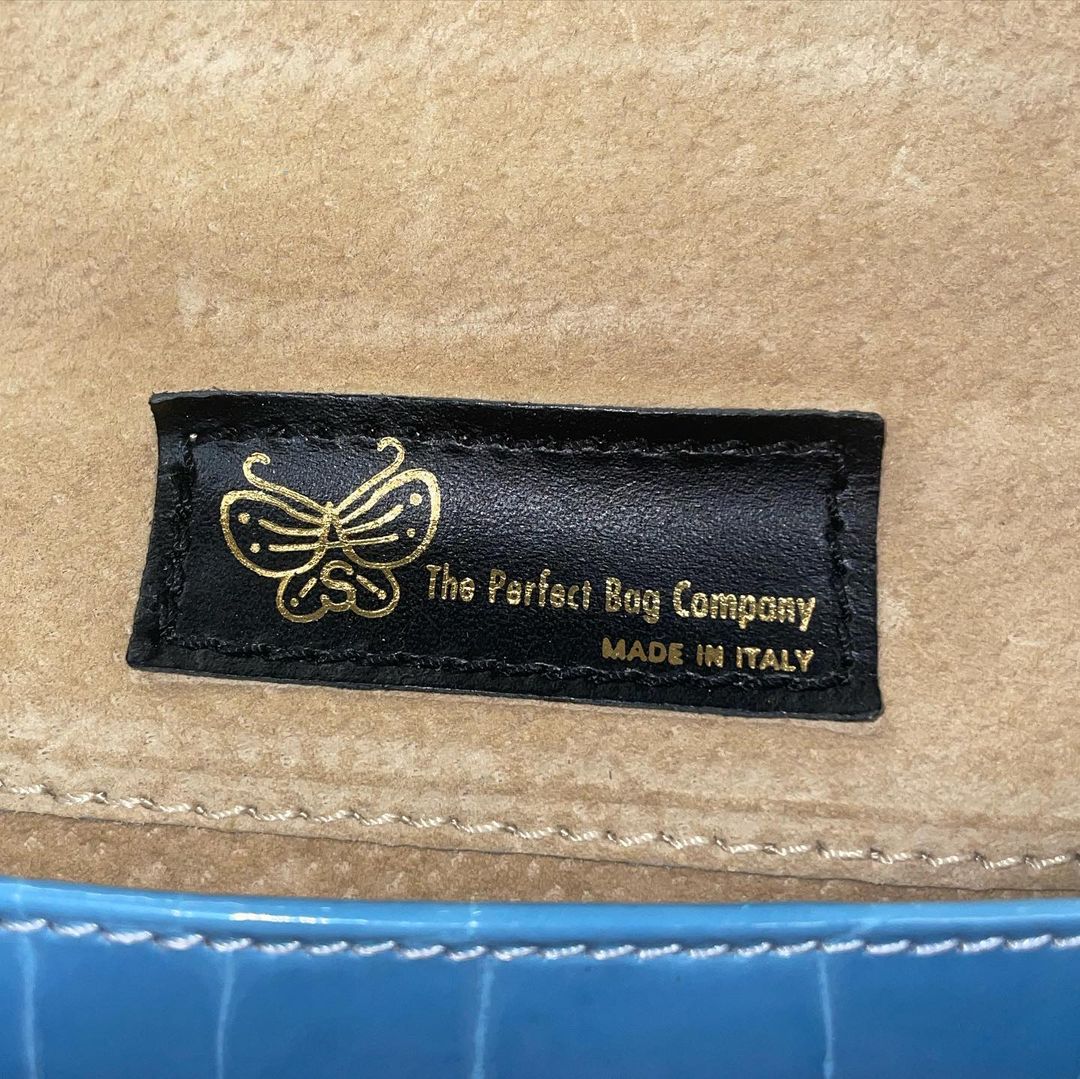 S
The Perfect Bag Company
MADE IN ITALY